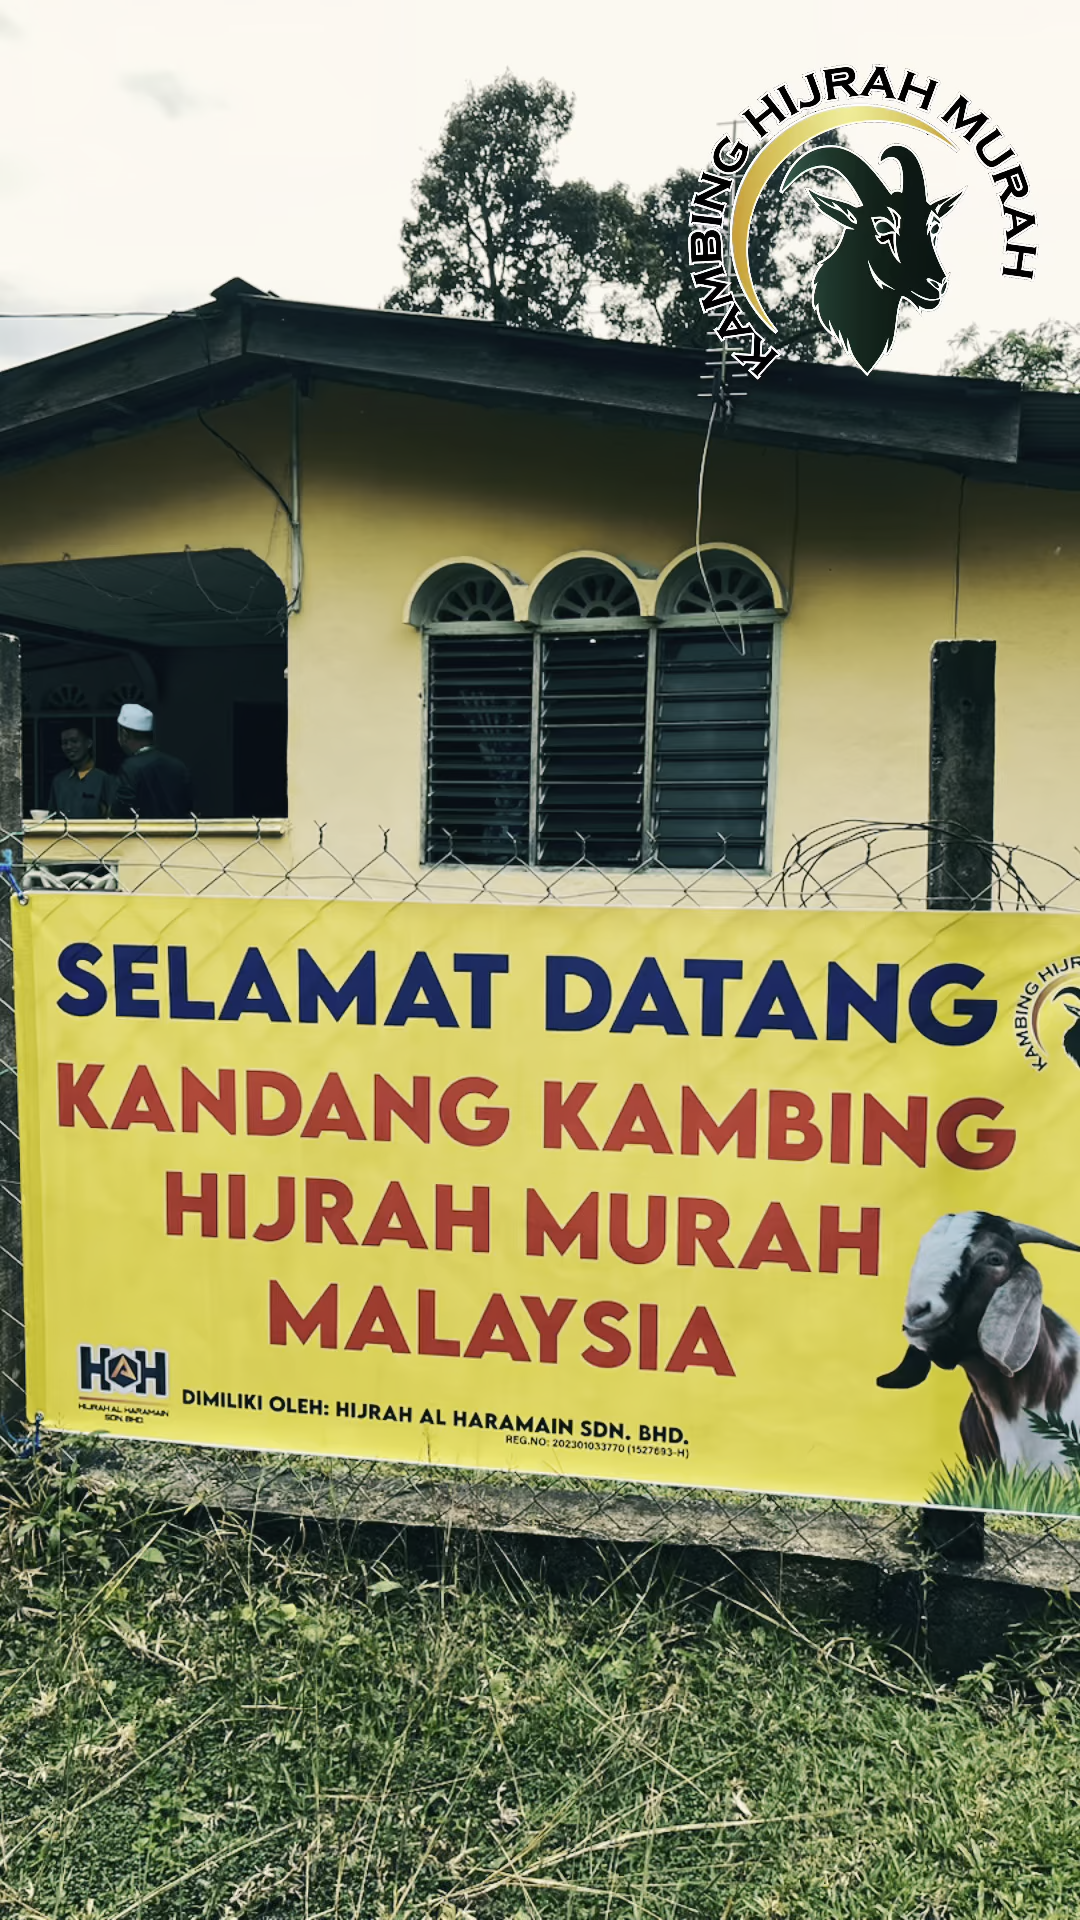 KAMBING HIJRAH MURAH
SELAMAT DATANG
KANDANG KAMBING
HIJRAH MURAH
MALAYSIA
KAMBING HIJR
HAH
HIJRAH AL HARAMAIN
SDN. BHD.
DIMILIKI OLEH: HIJRAH AL HARAMAIN SDN. BHD.
REG.NO: 202301033770 (1527693-H)